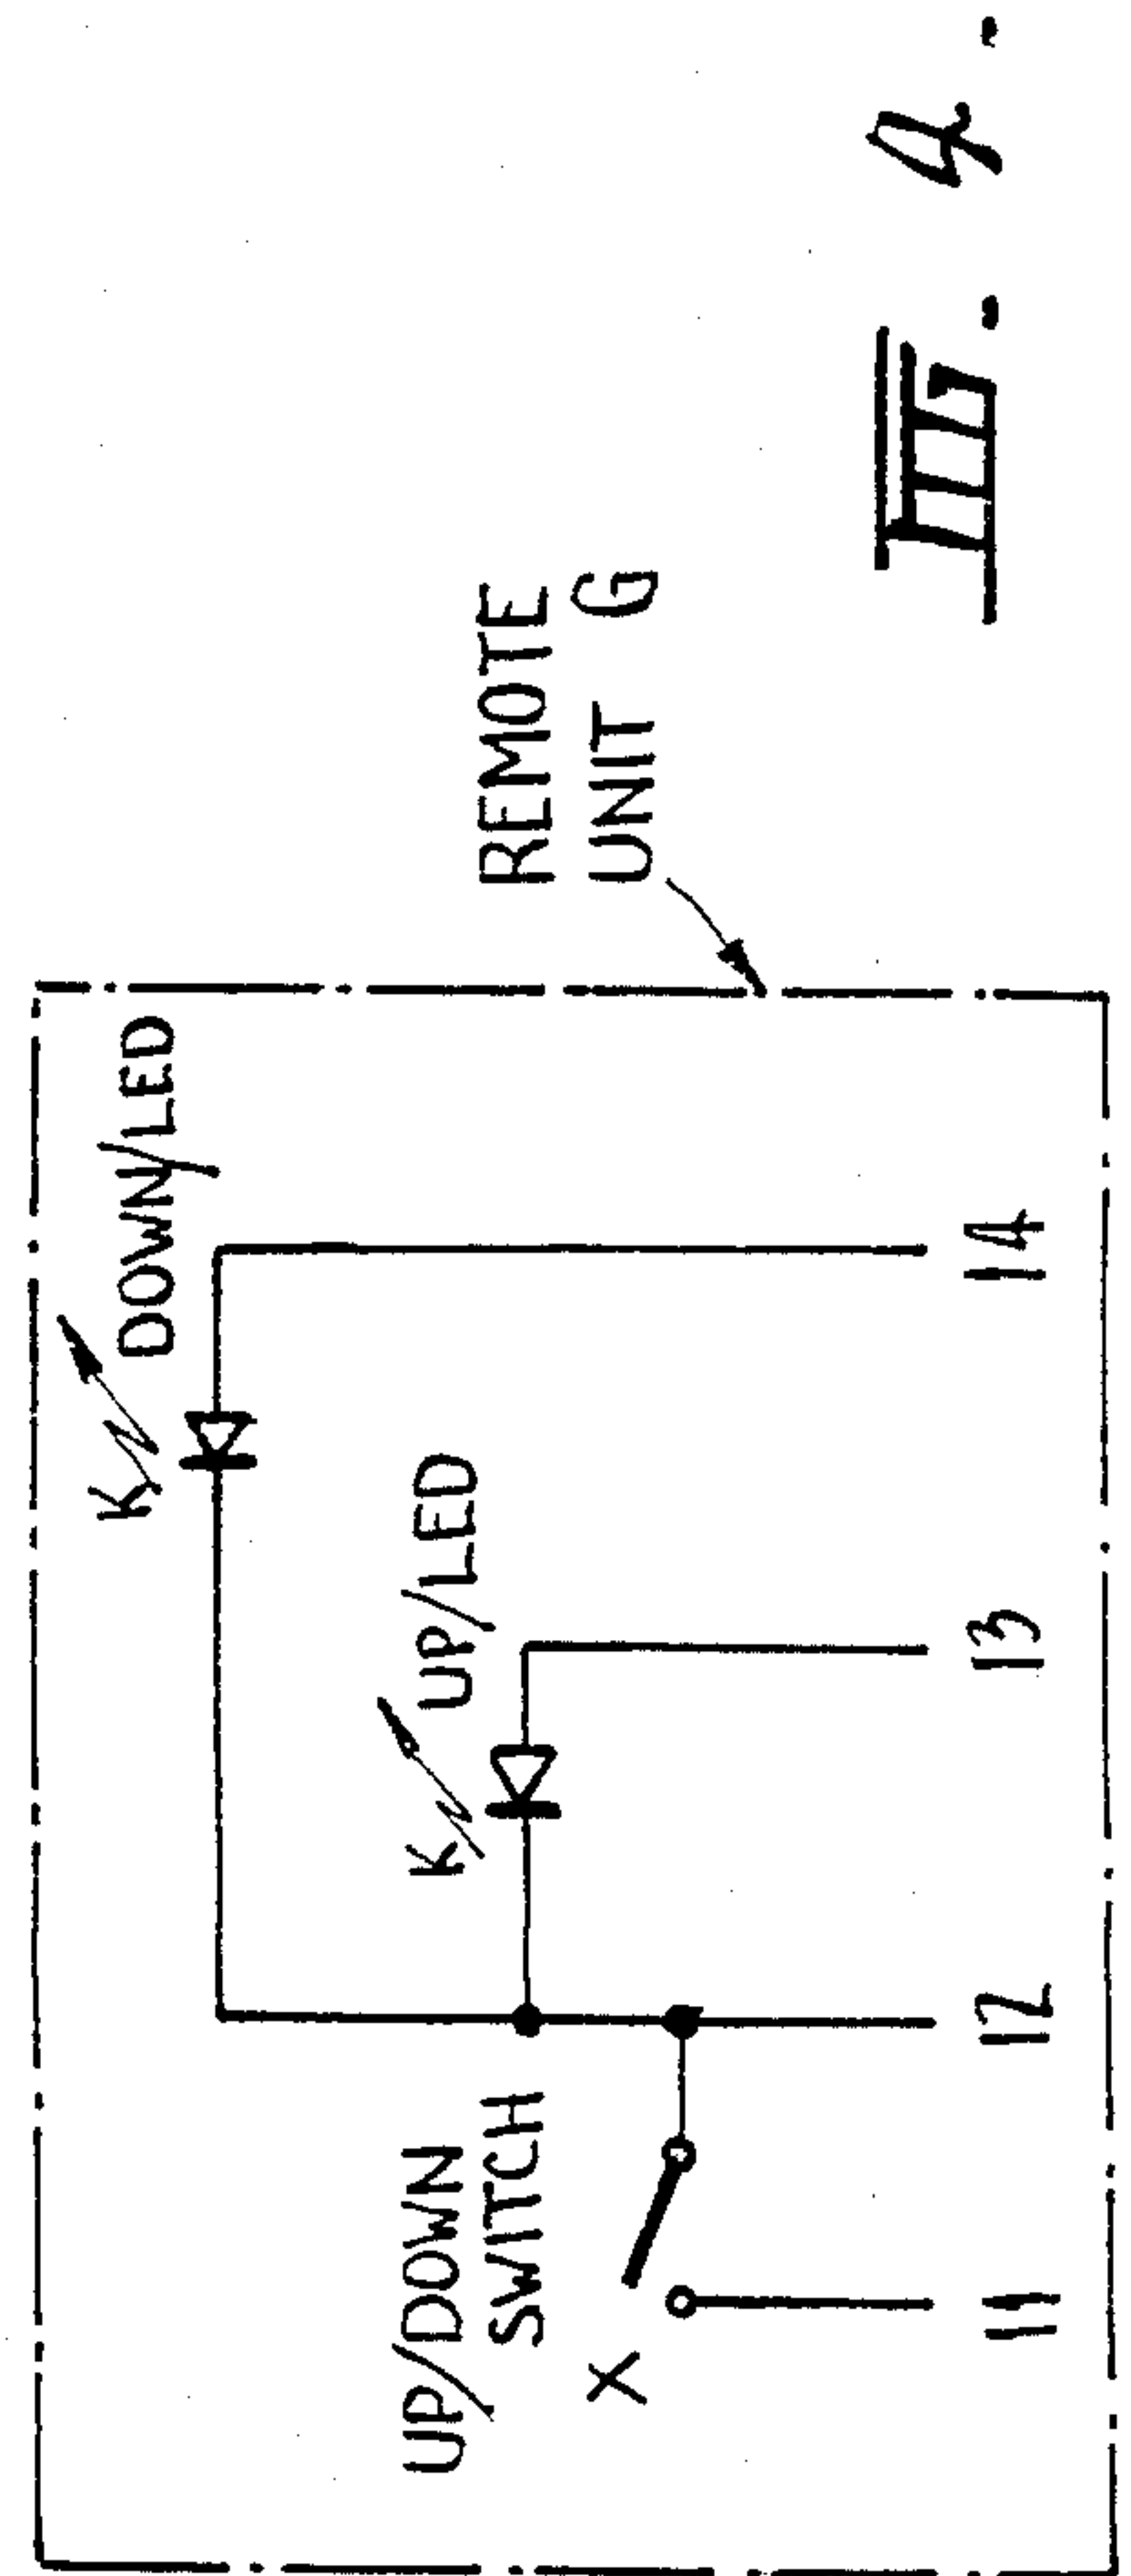 K DOWN/LED
K UP/LED
UP/DOWN
SWITCH
X
11 12 13 14
REMOTE
UNIT G
Fig-4-